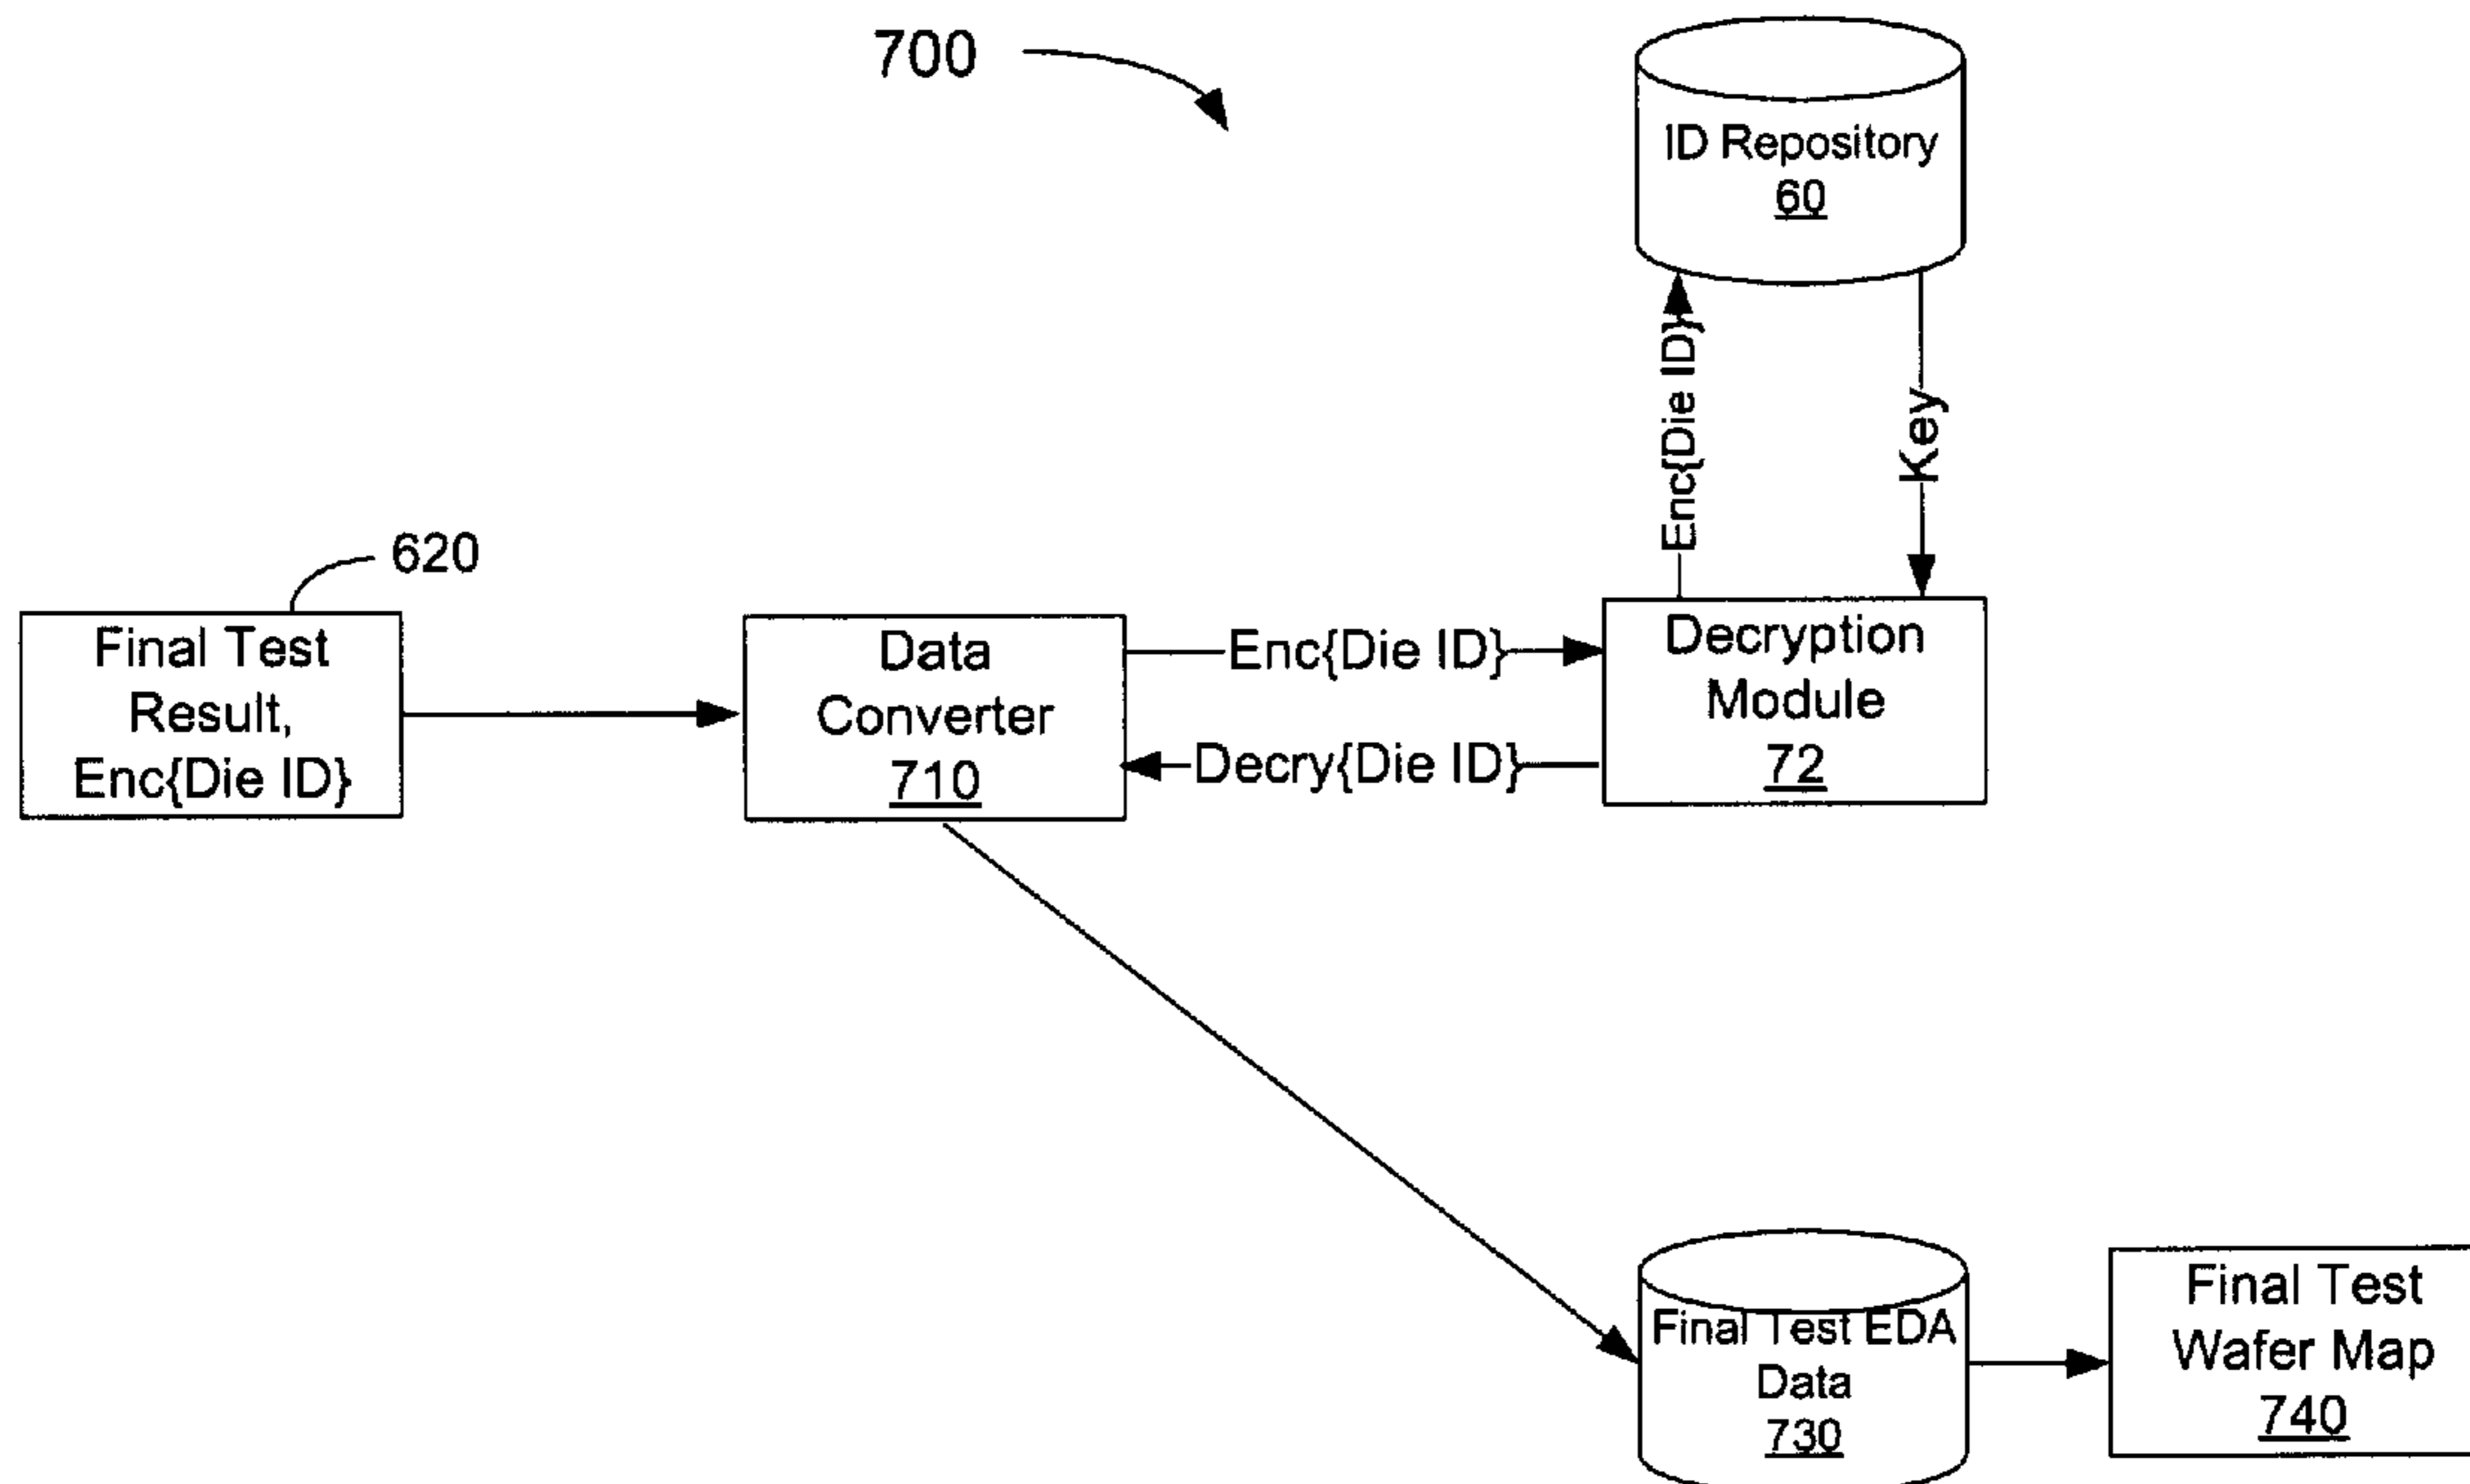 700
ID Repository
60
Enc{Die ID}
Key
620
Final Test
Result,
Enc{Die ID}
Data
Converter
710
Enc{Die ID}
Decry{Die ID}
Decryption
Module
72
Final Test EDA
Data
730
Final Test
Wafer Map
740